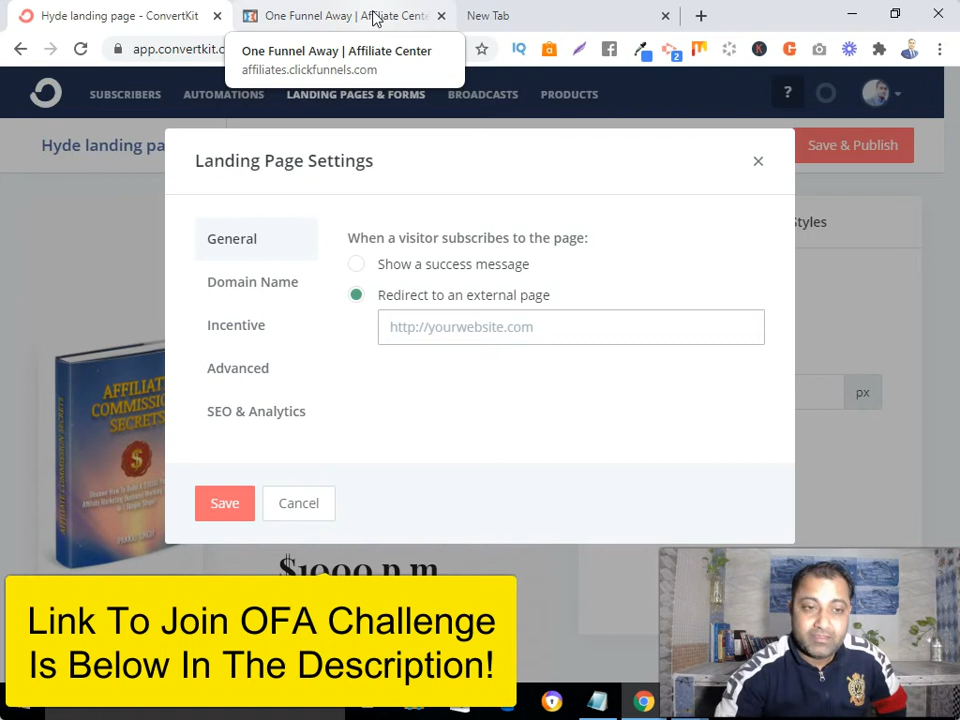 Hyde landing page - ConvertKit
One Funnel Away | Affiliate Cente
New Tab
app.convertkit.c
One Funnel Away | Affiliate Center
affiliates.clickfunnels.com
SUBSCRIBERS
AUTOMATIONS
LANDING PAGES & FORMS
BROADCASTS
PRODUCTS
?
Hyde landing pa
Save & Publish
Landing Page Settings
Styles
General
When a visitor subscribes to the page:
Show a success message
Domain Name
Redirect to an external page
Incentive
http://yourwebsite.com
Advanced
px
SEO & Analytics
AFFILIA
COMMISS
SECRETS
$
Save
Cancel
$1000 p.m
Link To Join OFA Challenge
Is Below In The Description!